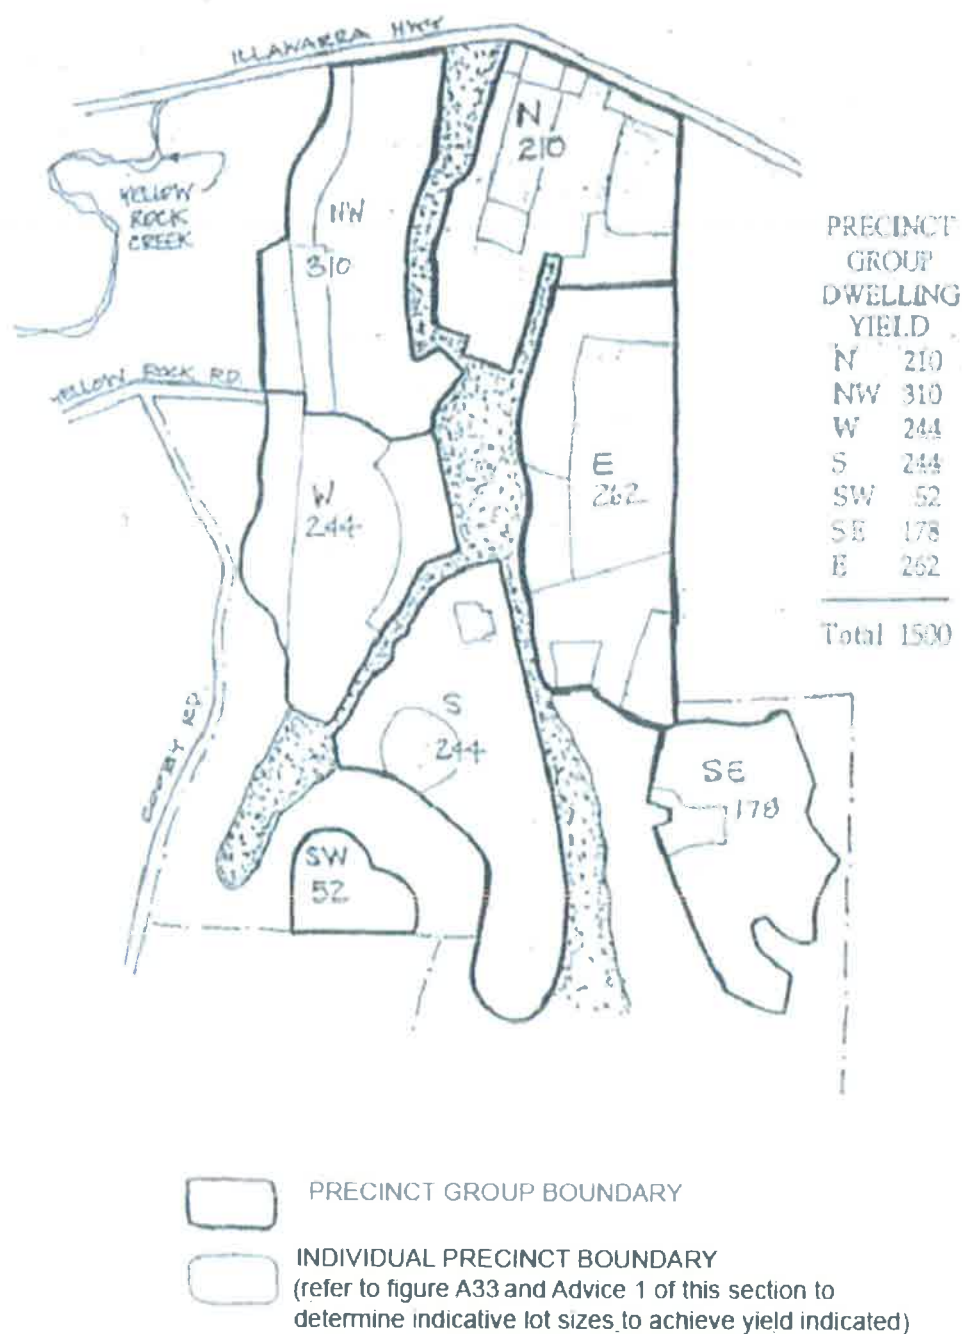 ILLAWARRA HWY
N
210
YELLOW
ROCK
CREEK
NW
310
PRECINCT
GROUP
DWELLING
YIELD
N 210
NW 310
W 244
S 244
SW 52
SE 178
E 262
Total 1500
YELLOW ROCK RD
E
262
W
244
S
244
RD
SE
178
SW
52
PRECINCT GROUP BOUNDARY
INDIVIDUAL PRECINCT BOUNDARY
(refer to figure A33 and Advice 1 of this section to
determine indicative lot sizes to achieve yield indicated)